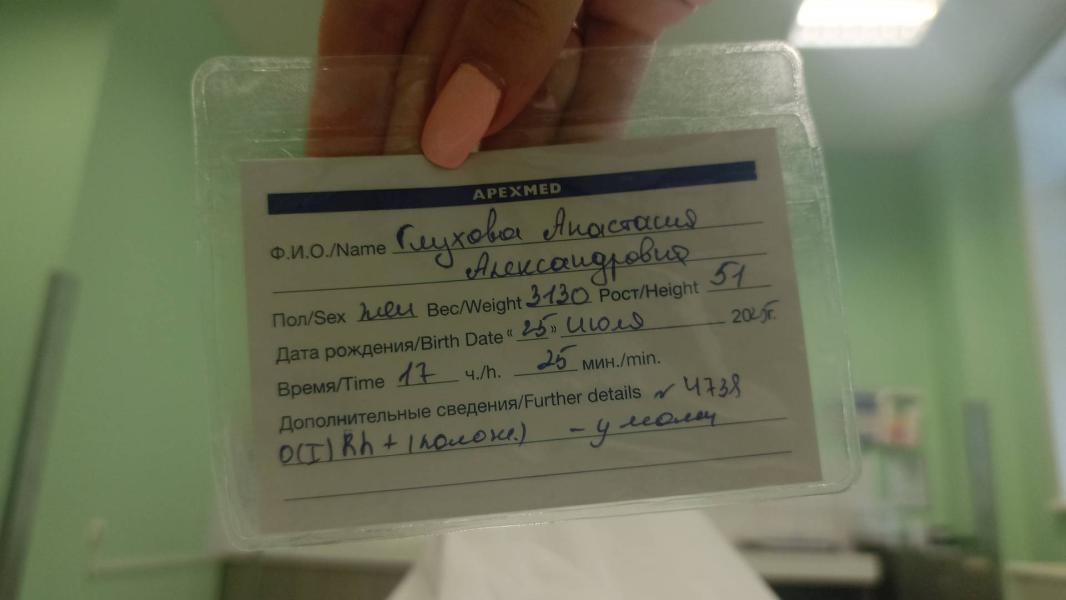 APEXMED
Ф.И.О./Name Глухова Анастасия
Александровна
Пол/Sex жен Вес/Weight 3130 Рост/Height 51
Дата рождения/Birth Date "25" июля 2025г.
Время/Time 17 ч./h. 25 мин./min.
Дополнительные сведения/Further details № 4738
O(I) Rh + (полож.) - у мамы